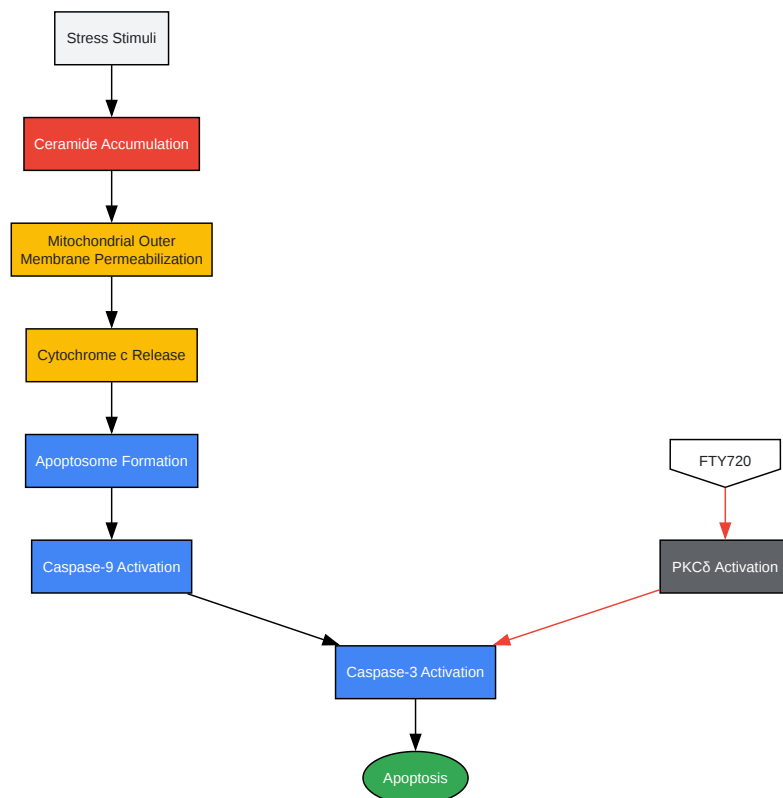 Stress Stimuli
Ceramide Accumulation
Mitochondrial Outer
Membrane Permeabilization
Cytochrome c Release
Apoptosome Formation
FTY720
Caspase-9 Activation
PKCδ Activation
Caspase-3 Activation
Apoptosis